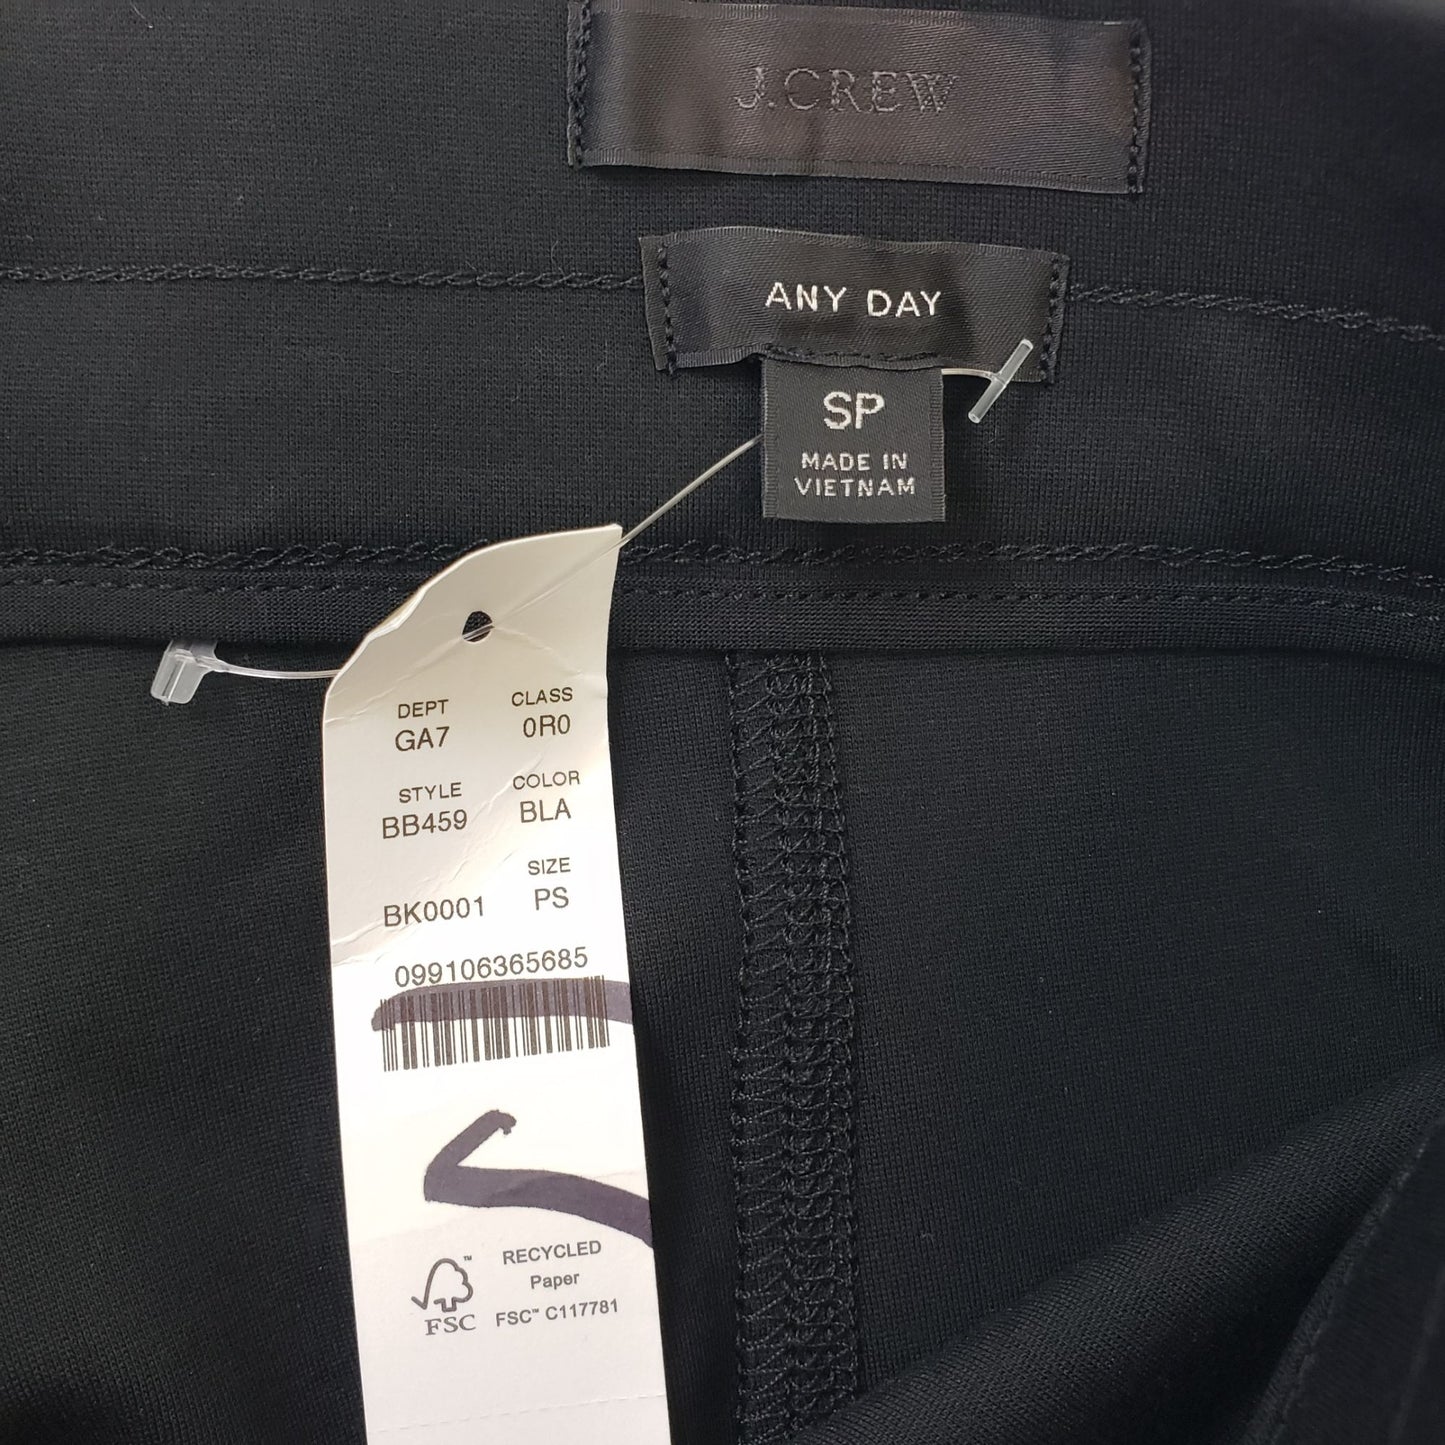 J.CREW
ANY DAY
SP
MADE IN
VIETNAM
DEPT CLASS
GA7 0R0
STYLE COLOR
BB459 BLA
SIZE
BK0001 PS
099106365685
RECYCLED
Paper
FSC™ C117781
™
FSC